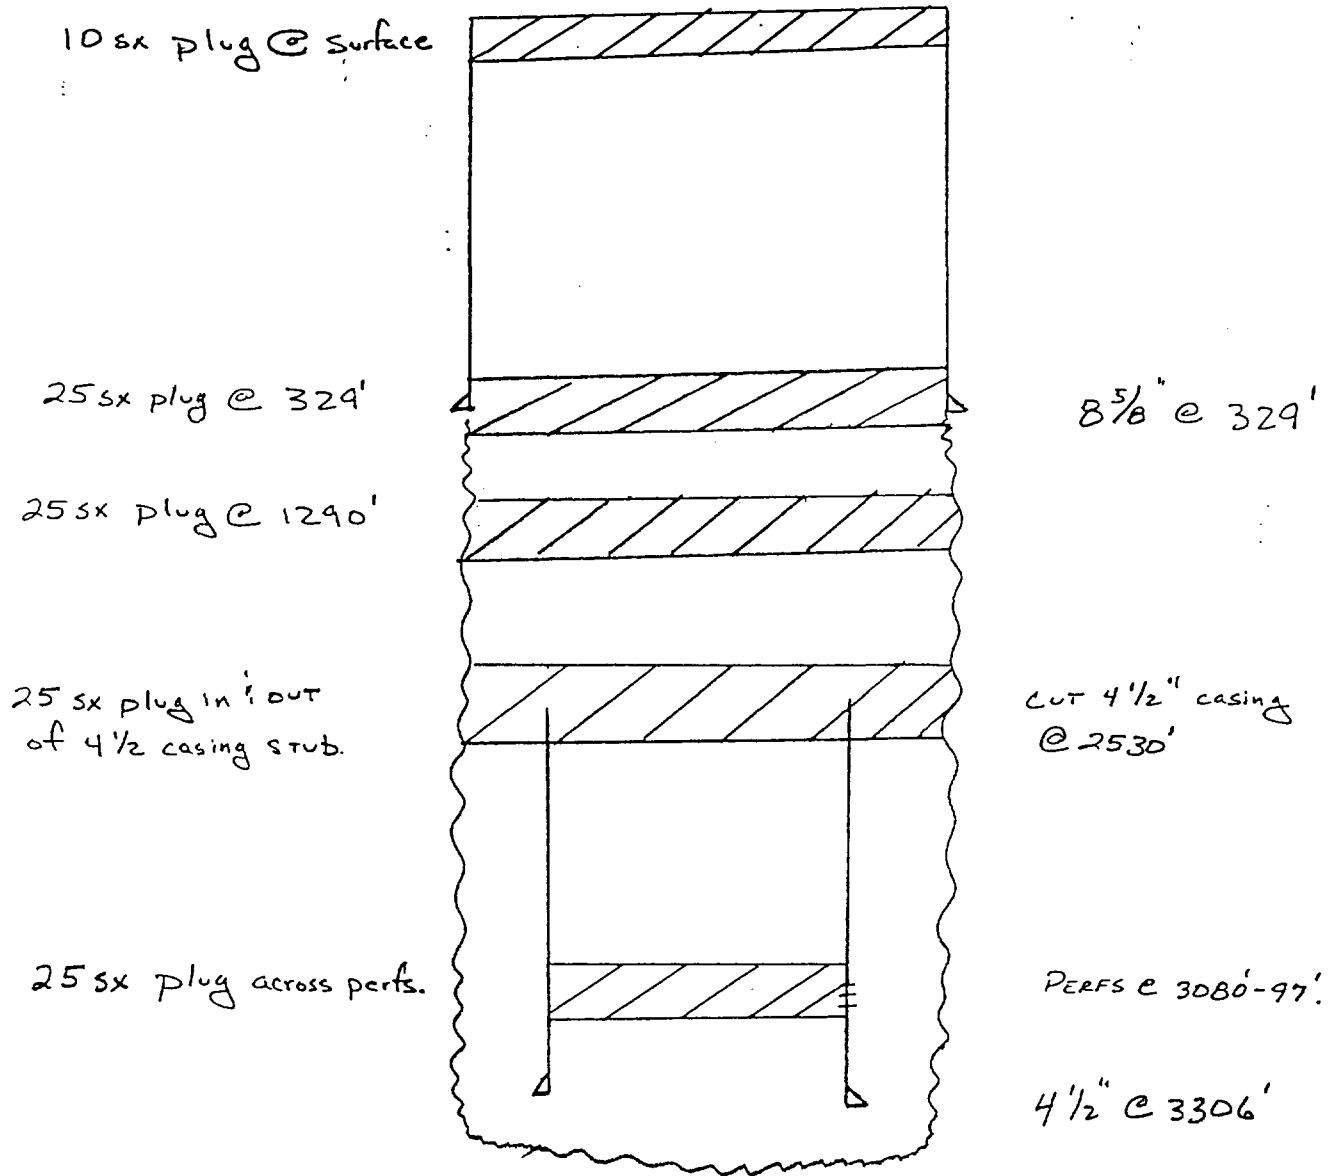 10 sx plug @ surface
25 sx plug @ 329'
8 5/8" @ 329'
25 sx plug @ 1290'
25 sx plug in & out
of 4 1/2 casing stub.
cut 4 1/2" casing
@ 2530'
25 sx plug across perfs.
PERFS @ 3080'-97'.
4 1/2" @ 3306'